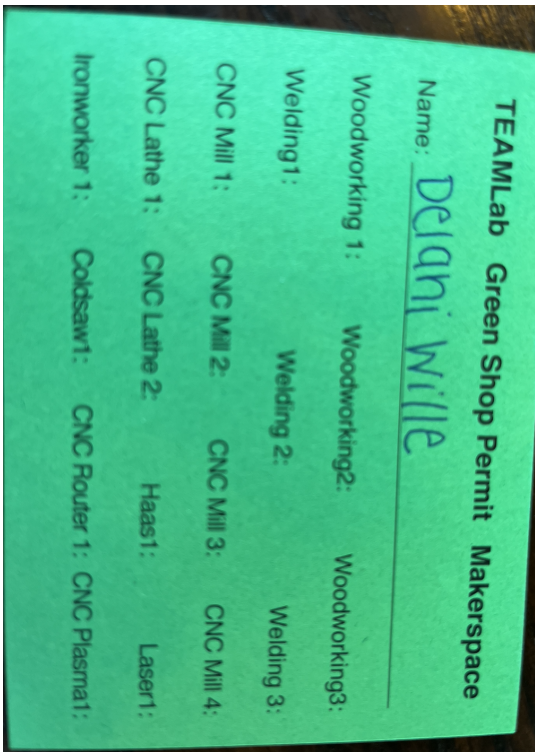 TEAMLab Green Shop Permit Makerspace
Name: Delani Wille
Woodworking 1: Woodworking2: Woodworking3:
Welding1: Welding 2: Welding 3:
CNC Mill 1: CNC Mill 2: CNC Mill 3: CNC Mill 4:
CNC Lathe 1: CNC Lathe 2: Haas1: Laser1:
Ironworker 1: Coldsaw1: CNC Router 1: CNC Plasma1: